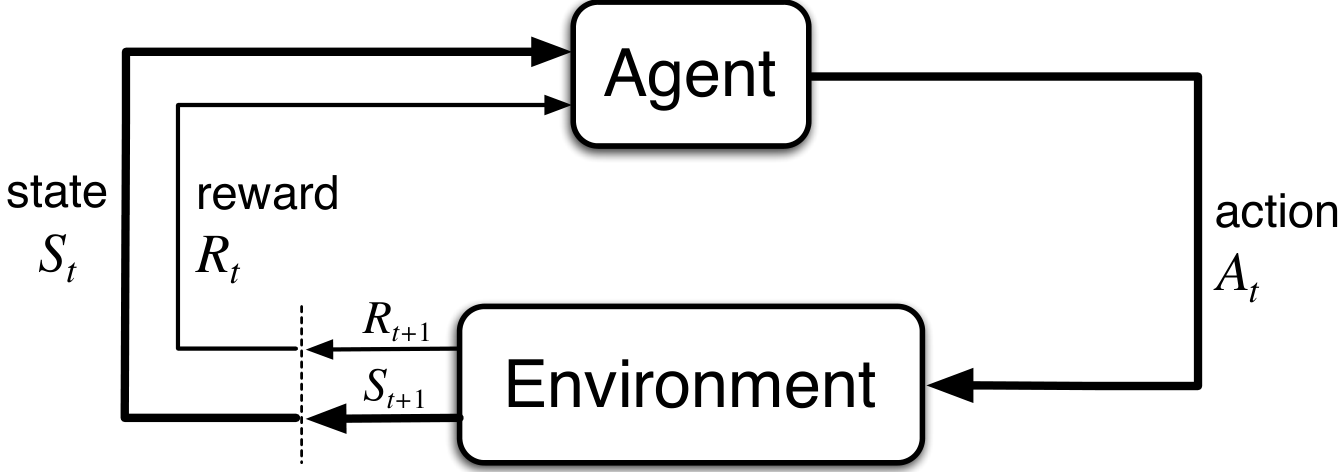 Agent
state
S_t
reward
R_t
action
A_t
R_{t+1}
S_{t+1}
Environment